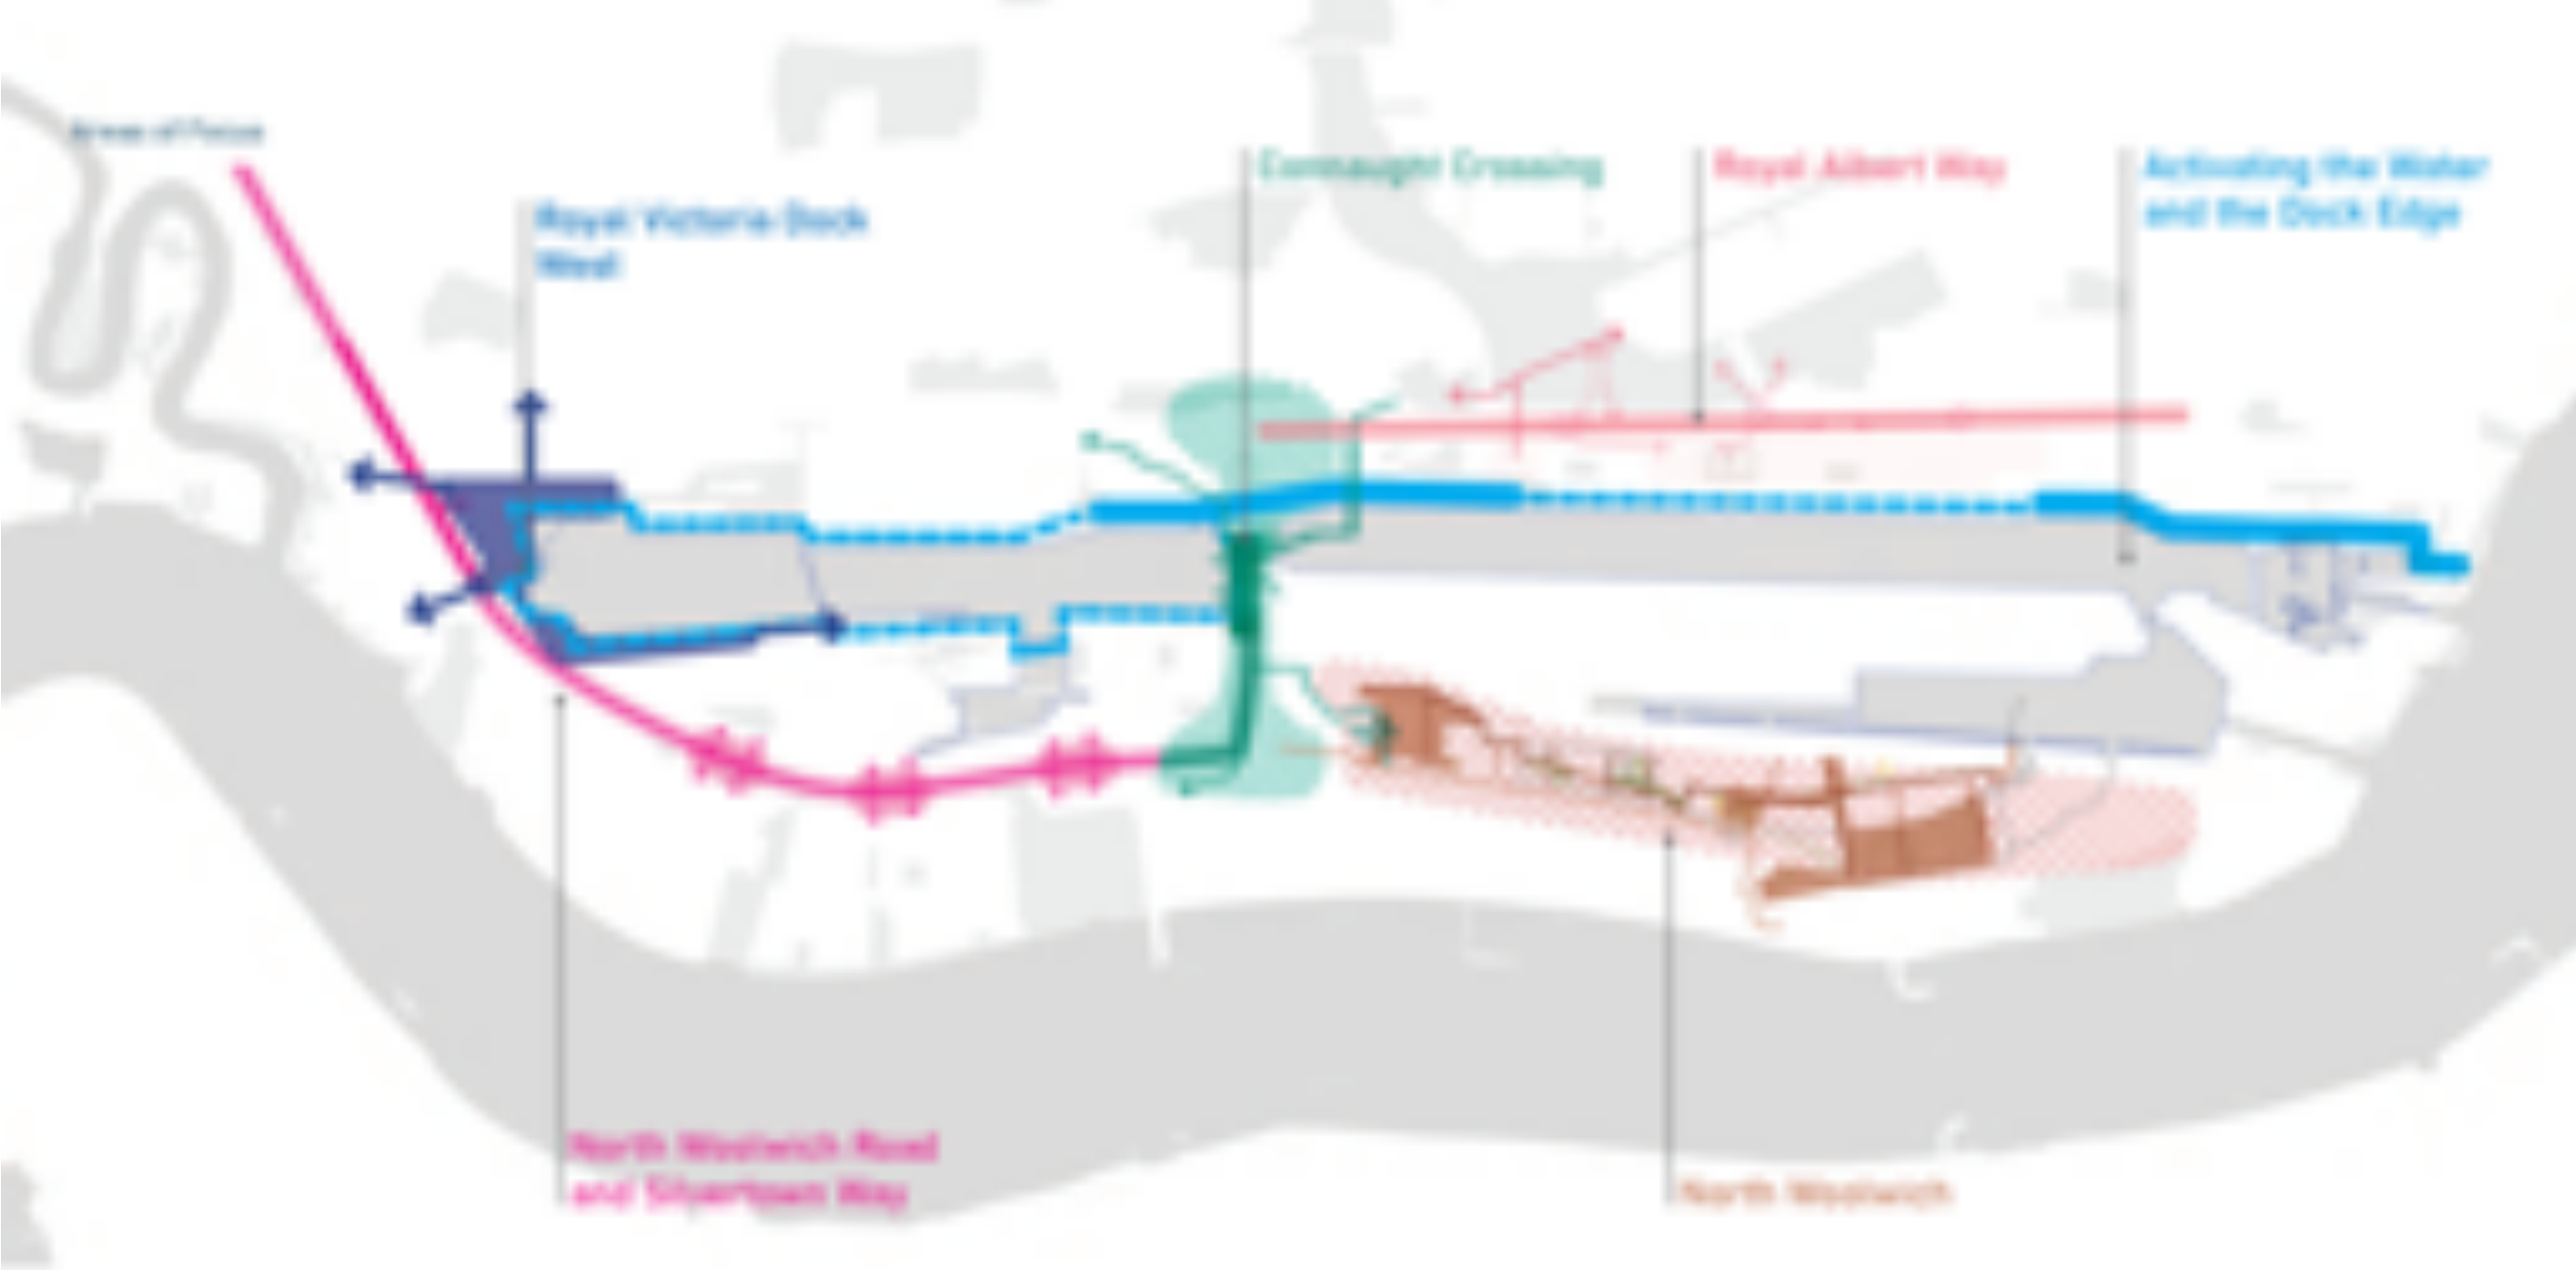 Areas of Focus
Connaught Crossing
Royal Albert Way
Activating the Water
and the Dock Edge
Royal Victoria Dock
West
North Woolwich Road
and Silvertown Way
North Woolwich